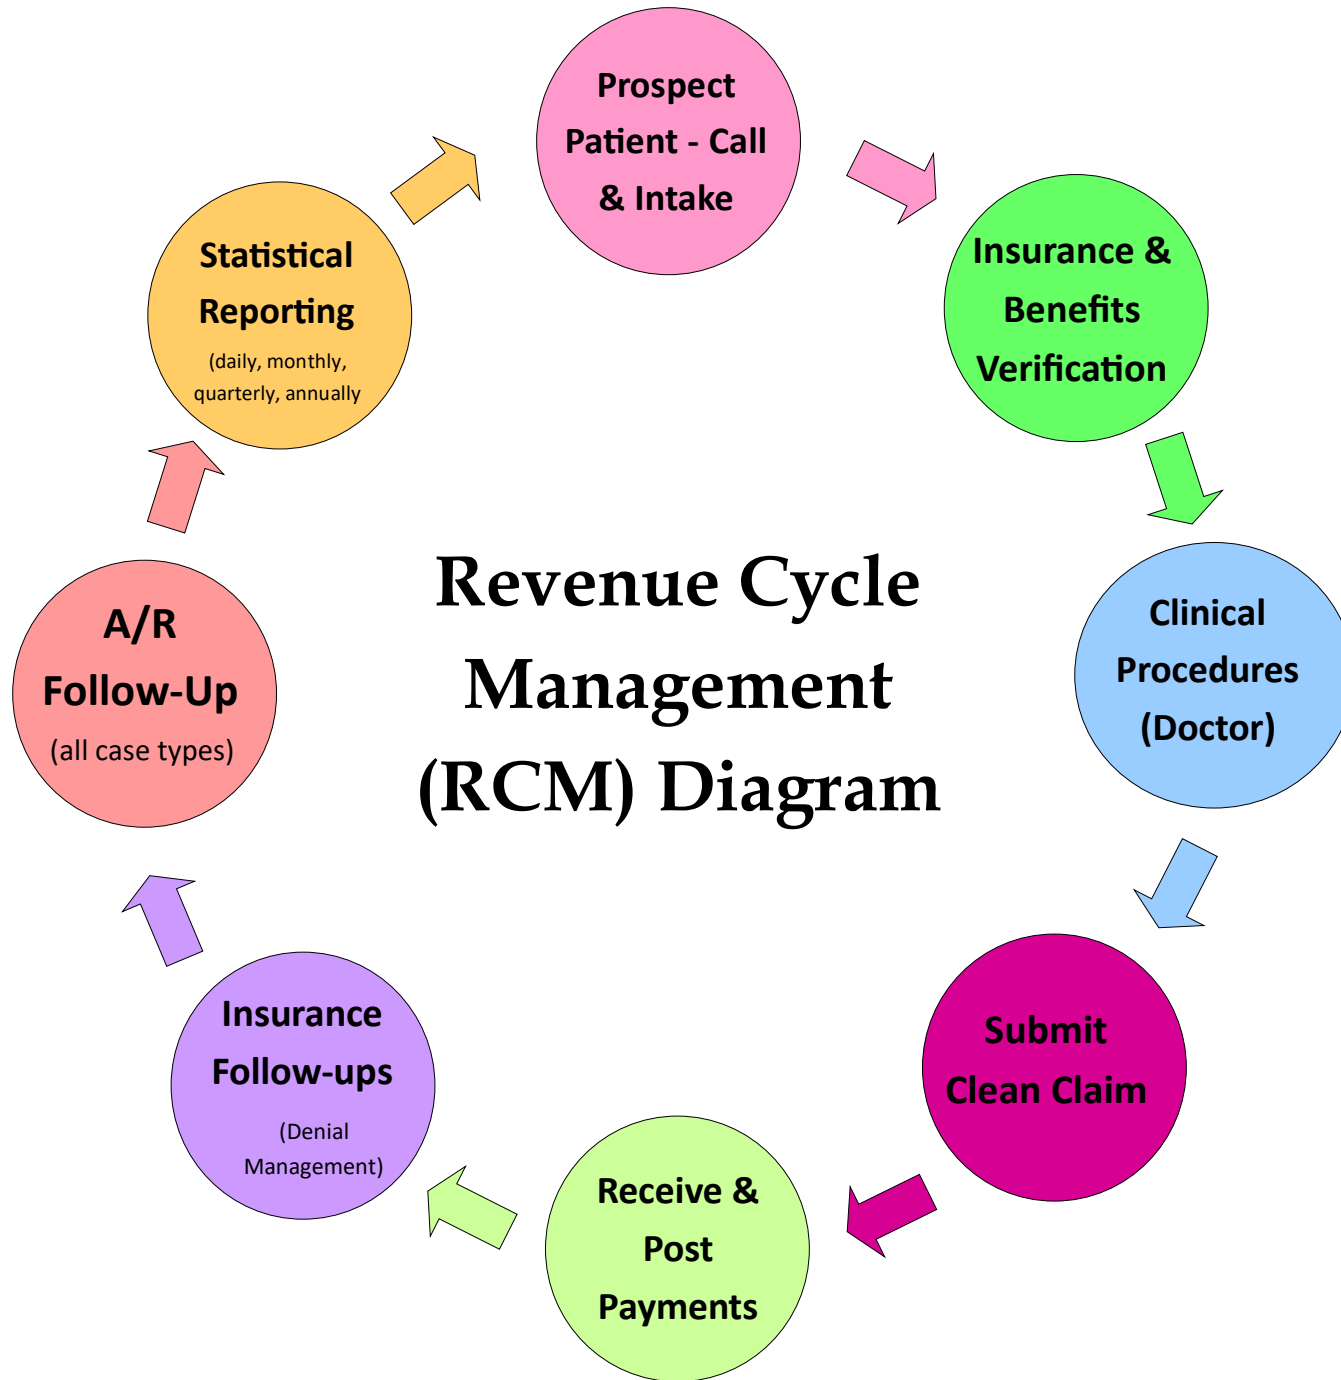 Prospect
Patient - Call
& Intake
Insurance &
Benefits
Verification
Clinical
Procedures
(Doctor)
Submit
Clean Claim
Receive &
Post
Payments
Insurance
Follow-ups
(Denial
Management)
A/R
Follow-Up
(all case types)
Statistical
Reporting
(daily, monthly,
quarterly, annually
Revenue Cycle
Management
(RCM) Diagram